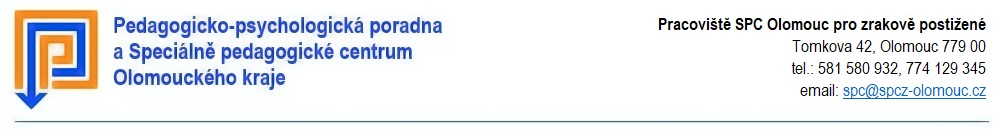 Pedagogicko-psychologická poradna
a Speciálně pedagogické centrum
Olomouckého kraje
Pracoviště SPC Olomouc pro zrakově postižené
Tomkova 42, Olomouc 779 00
tel.: 581 580 932, 774 129 345
email: spc@spcz-olomouc.cz